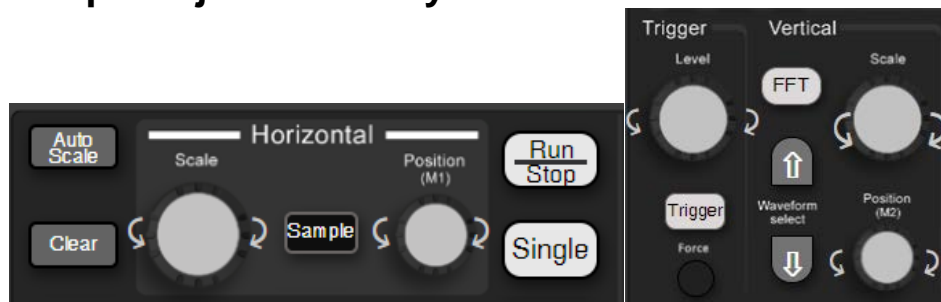 Auto
Scale
Clear
Horizontal
Scale
Sample
Position
(M1)
Run
Stop
Single
Trigger
Level
Trigger
Force
Vertical
FFT
Scale
Waveform
select
Position
(M2)